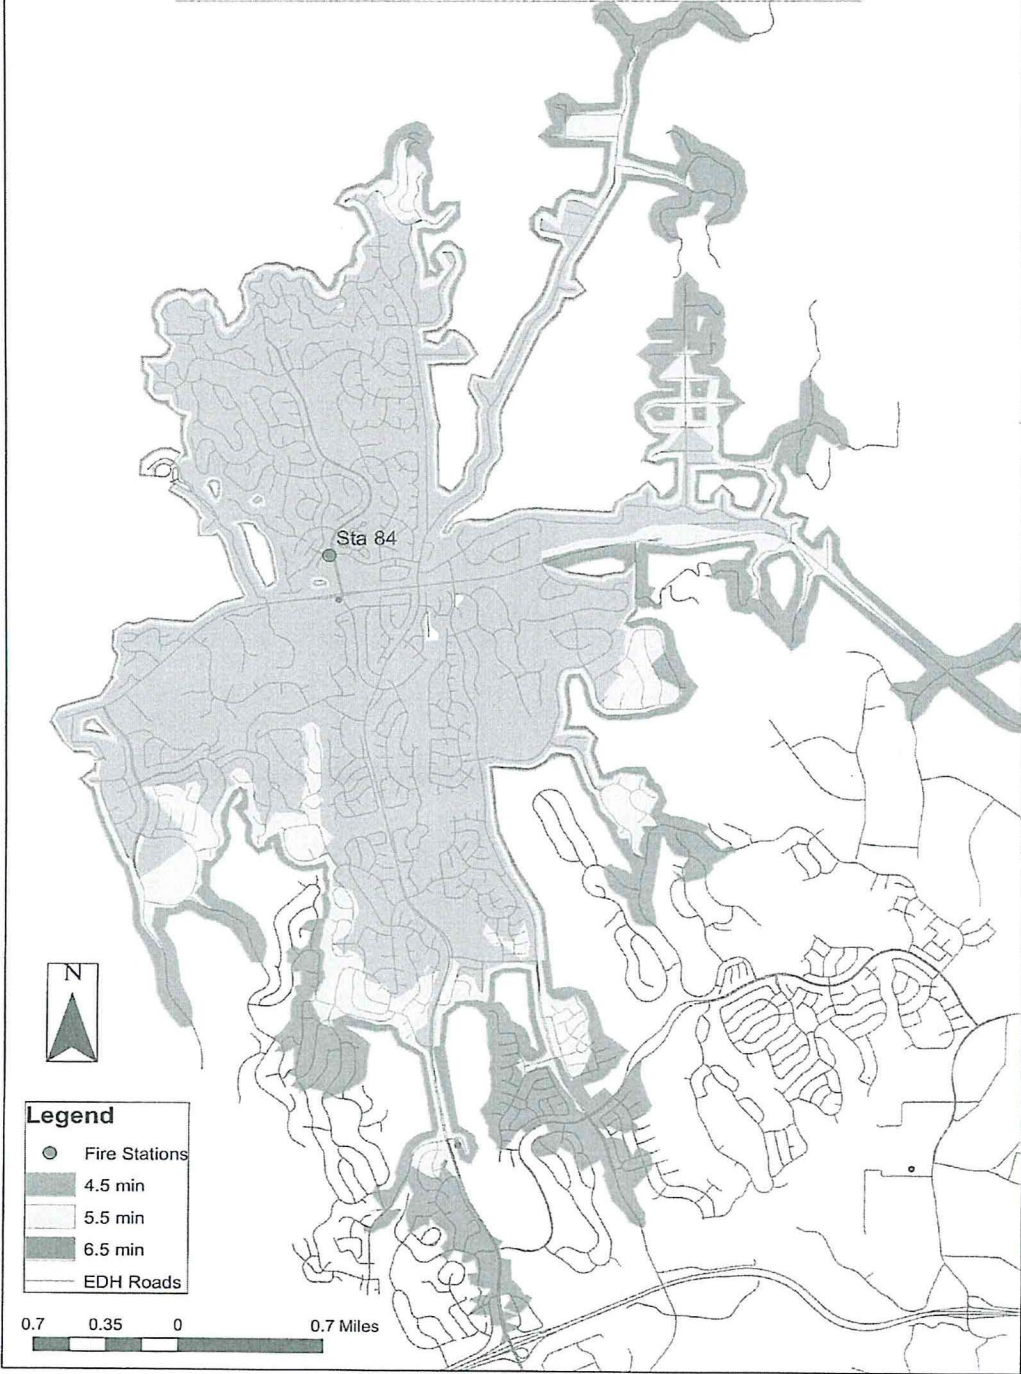 Sta 84
N
Legend
Fire Stations
4.5 min
5.5 min
6.5 min
EDH Roads
0.7 0.35 0 0.7 Miles